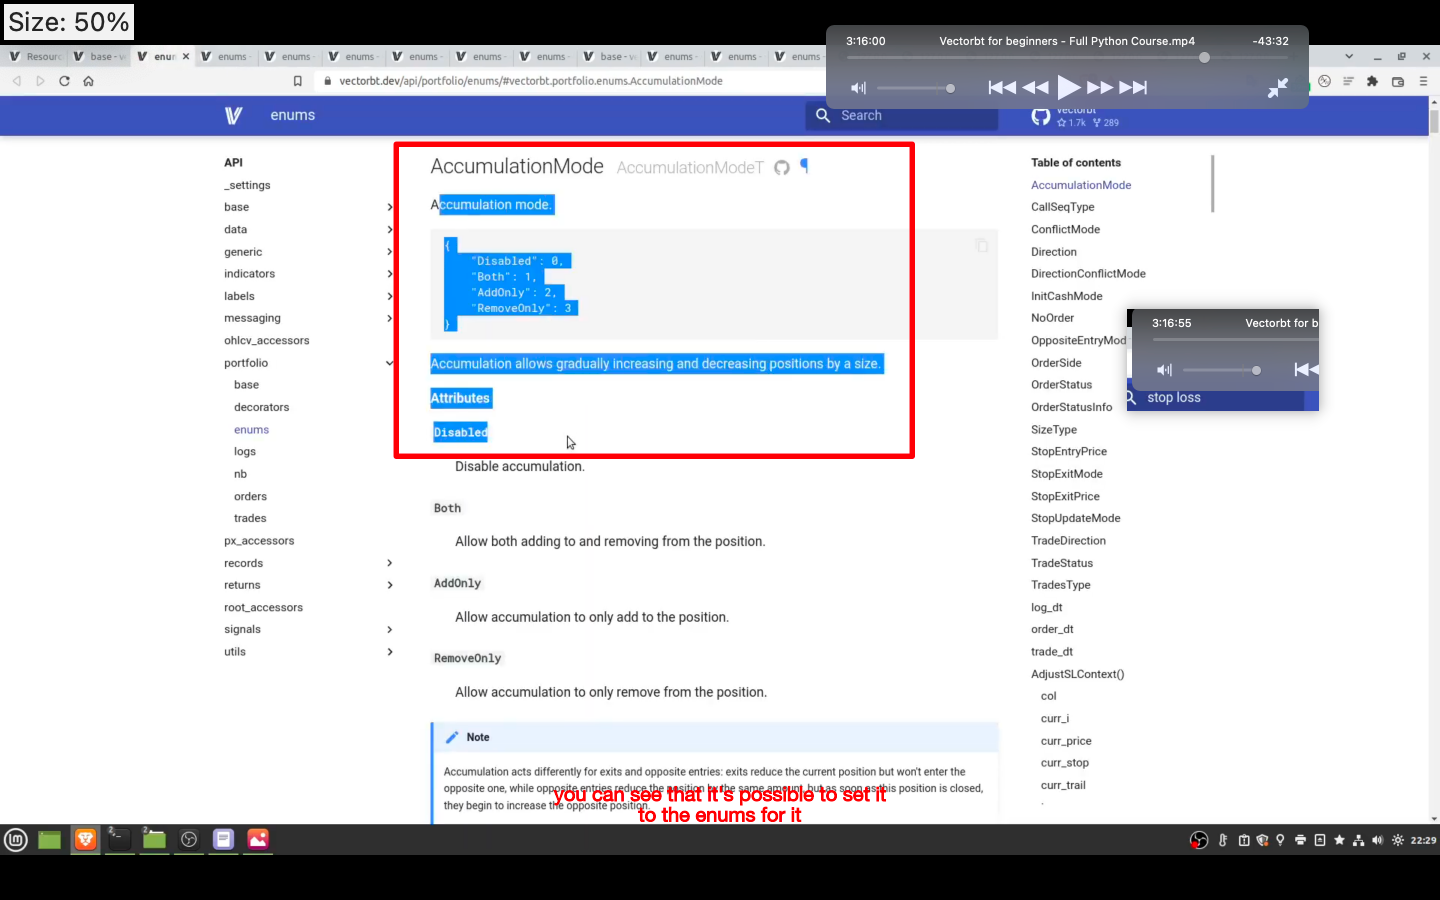 Size: 50%
3:16:00 Vectorbt for beginners - Full Python Course.mp4 -43:32
Resour base - v enum enums - enums - enums - enums - enums - enums - base - v enums - enums - enums -
vectorbt.dev/api/portfolio/enums/#vectorbt.portfolio.enums.AccumulationMode
enums
Search
vectorbt
1.7k 289
API
_settings
base
data
generic
indicators
labels
messaging
ohlcv_accessors
portfolio
base
decorators
enums
logs
nb
orders
trades
px_accessors
records
returns
root_accessors
signals
utils
AccumulationMode AccumulationModeT
Accumulation mode.
{
"Disabled": 0,
"Both": 1,
"AddOnly": 2,
"RemoveOnly": 3
}
Accumulation allows gradually increasing and decreasing positions by a size.
Attributes
Disabled
Disable accumulation.
Both
Allow both adding to and removing from the position.
AddOnly
Allow accumulation to only add to the position.
RemoveOnly
Allow accumulation to only remove from the position.
Note
Accumulation acts differently for exits and opposite entries: exits reduce the current position but won't enter the
opposite one, while opposite entries reduce the position by the same amount, but as soon as this position is closed,
they begin to increase the opposite position.
you can see that it's possible to set it
to the enums for it
Table of contents
AccumulationMode
CallSeqType
ConflictMode
Direction
DirectionConflictMode
InitCashMode
NoOrder
OppositeEntryMod
OrderSide
OrderStatus
OrderStatusInfo
SizeType
StopEntryPrice
StopExitMode
StopExitPrice
StopUpdateMode
TradeDirection
TradeStatus
TradesType
log_dt
order_dt
trade_dt
AdjustSLContext()
col
curr_i
curr_price
curr_stop
curr_trail
3:16:55 Vectorbt for b
stop loss
22:29